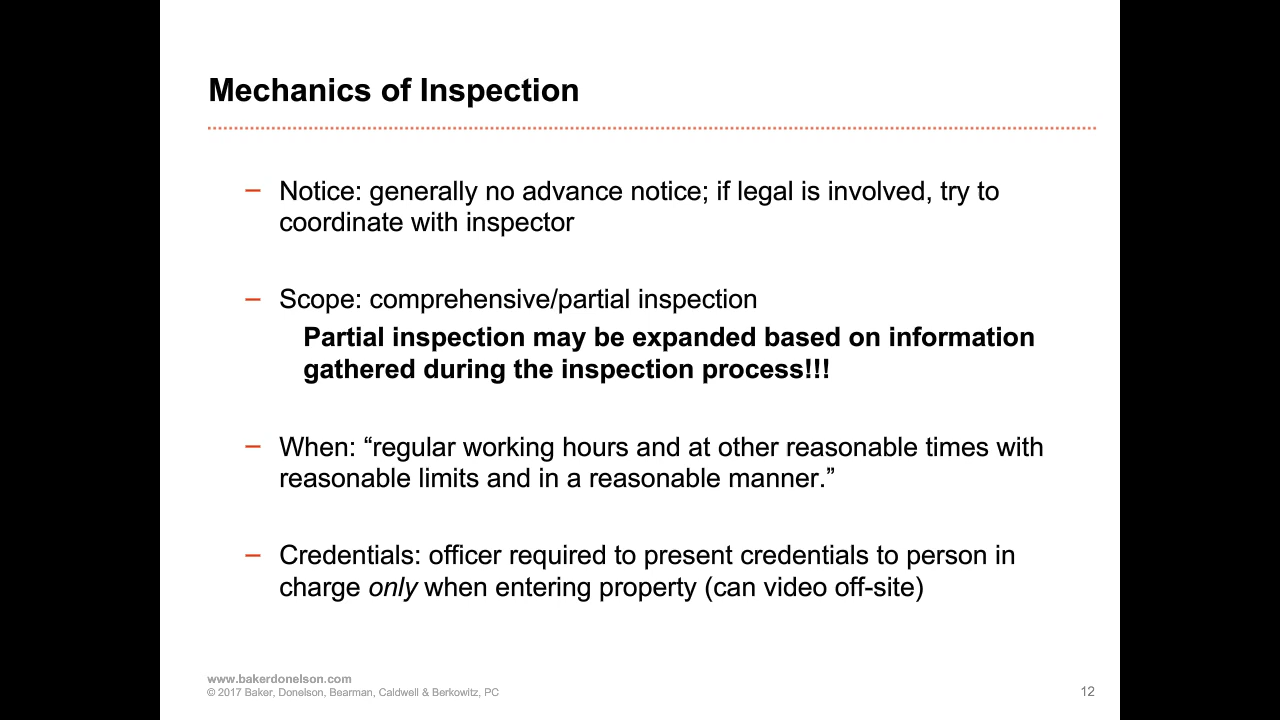 Mechanics of Inspection
– Notice: generally no advance notice; if legal is involved, try to
coordinate with inspector
– Scope: comprehensive/partial inspection
Partial inspection may be expanded based on information
gathered during the inspection process!!!
– When: “regular working hours and at other reasonable times with
reasonable limits and in a reasonable manner.”
– Credentials: officer required to present credentials to person in
charge only when entering property (can video off-site)
www.bakerdonelson.com
© 2017 Baker, Donelson, Bearman, Caldwell & Berkowitz, PC
12